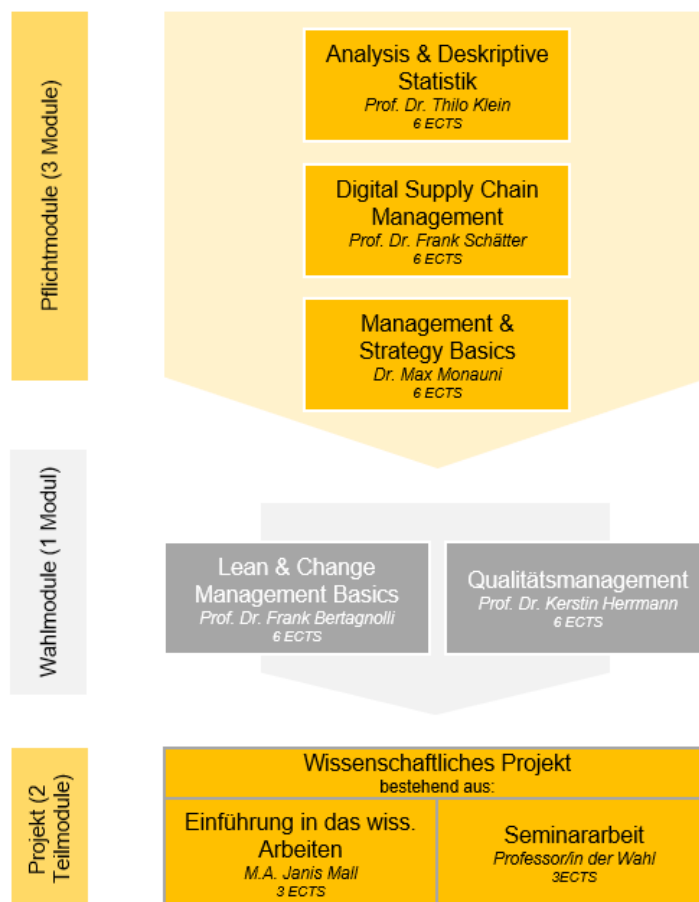 Pflichtmodule (3 Module)
Analysis & Deskriptive
Statistik
Prof. Dr. Thilo Klein
6 ECTS
Digital Supply Chain
Management
Prof. Dr. Frank Schätter
6 ECTS
Management &
Strategy Basics
Dr. Max Monauni
6 ECTS
Wahlmodule (1 Modul)
Lean & Change
Management Basics
Prof. Dr. Frank Bertagnolli
6 ECTS
Qualitätsmanagement
Prof. Dr. Kerstin Herrmann
6 ECTS
Projekt (2
Teilmodule)
Wissenschaftliches Projekt
bestehend aus:
Einführung in das wiss.
Arbeiten
M.A. Janis Mall
3 ECTS
Seminararbeit
Professor/in der Wahl
3ECTS